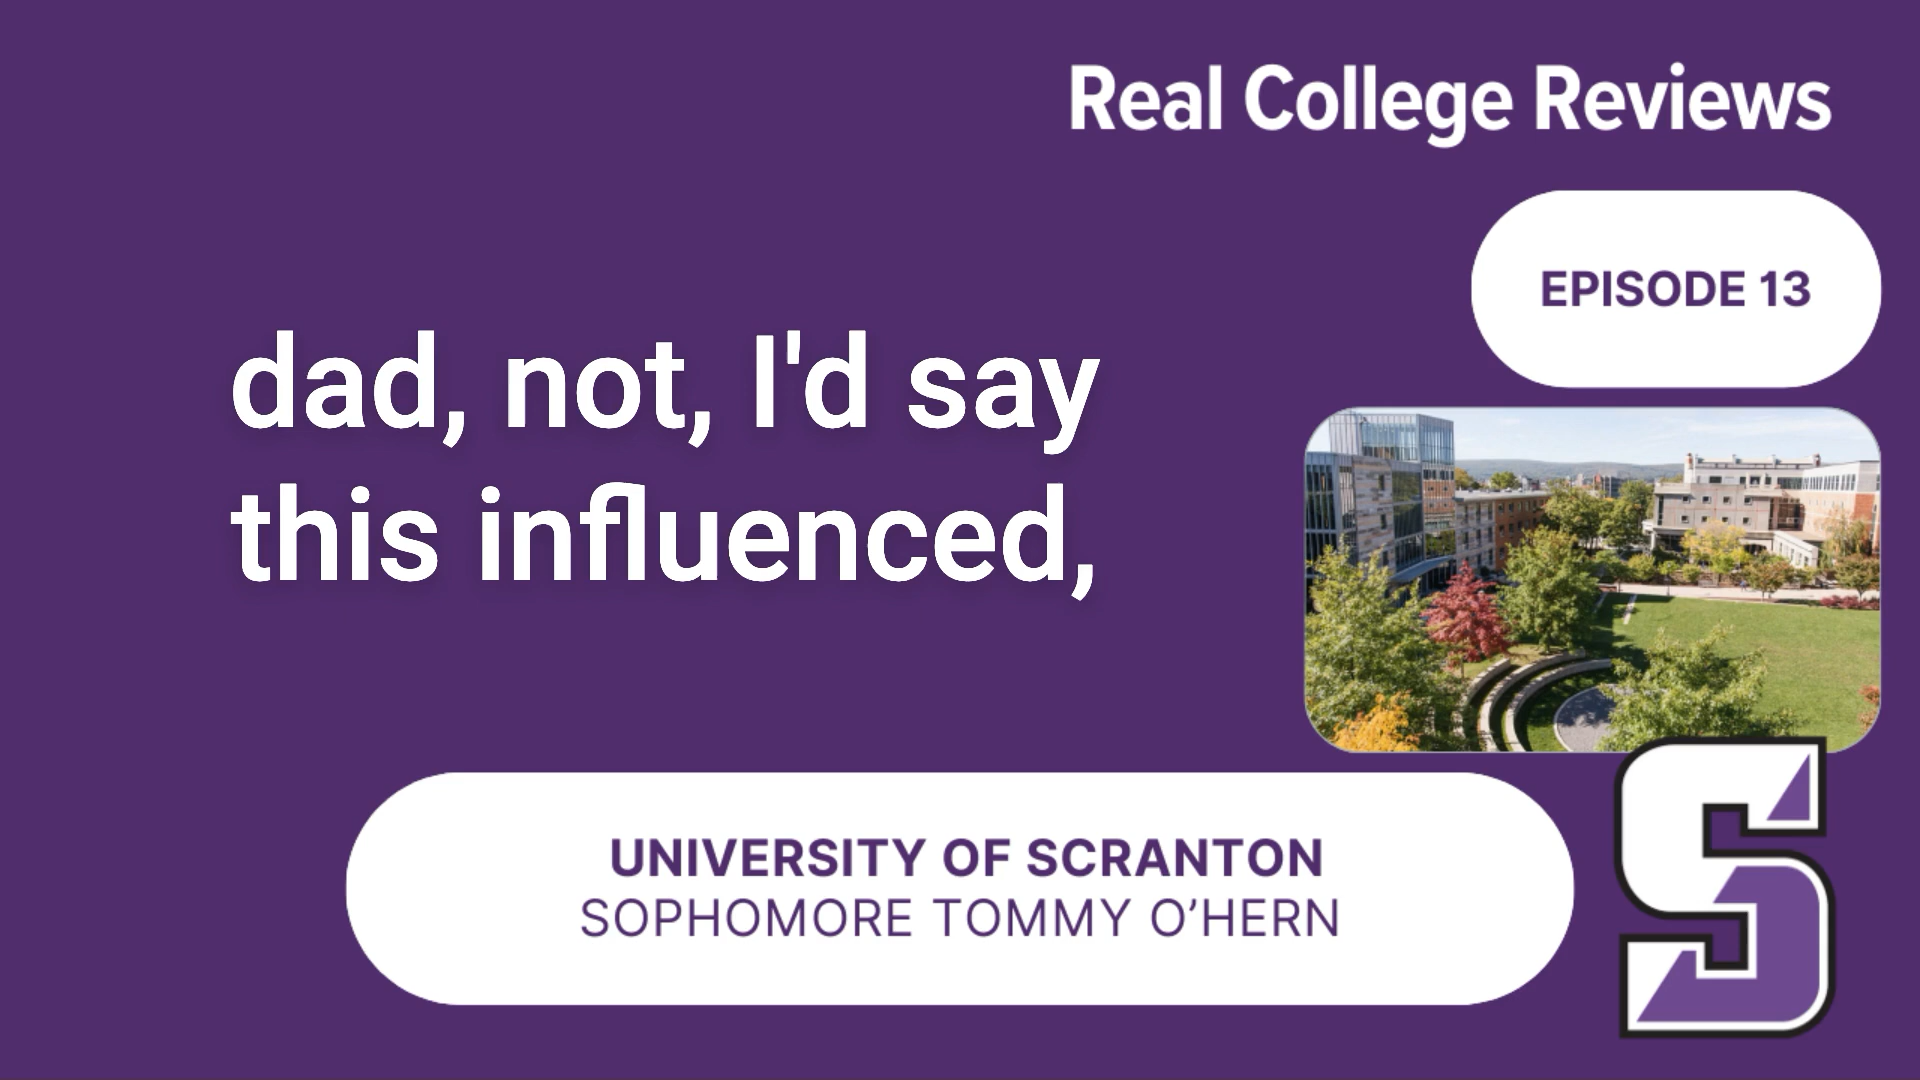 Real College Reviews
EPISODE 13
dad, not, I'd say
this influenced,
UNIVERSITY OF SCRANTON
SOPHOMORE TOMMY O’HERN
S